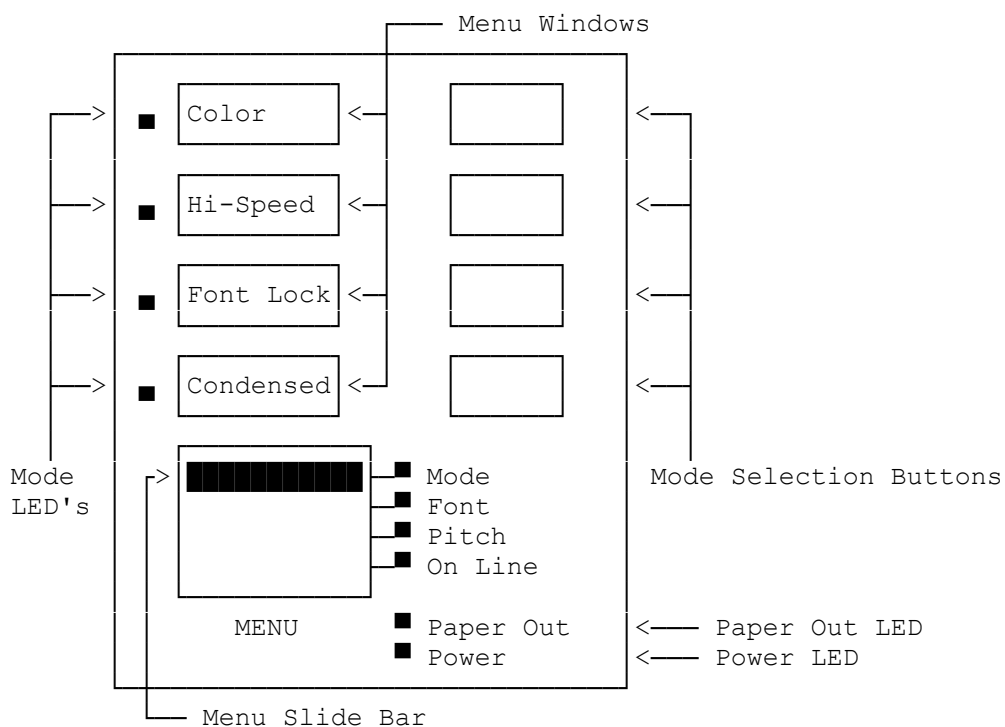 Menu Windows
Color
Hi-Speed
Font Lock
Condensed
Mode
LED's
Mode
Font
Pitch
On Line
Mode Selection Buttons
MENU
Paper Out
Paper Out LED
Power
Power LED
Menu Slide Bar